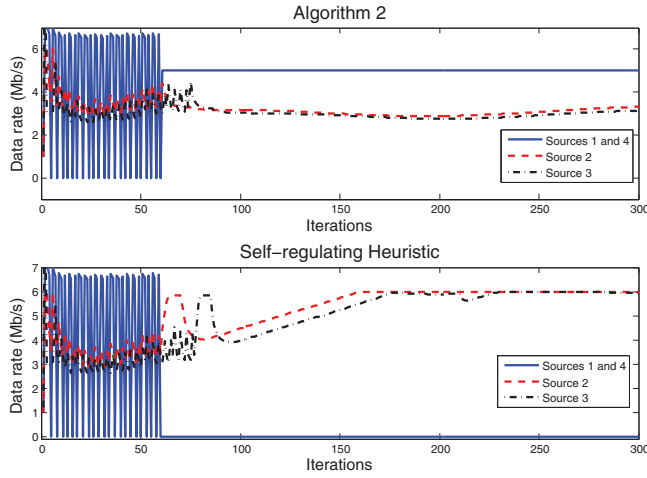 Algorithm 2
Data rate (Mb/s)
6
4
2
0
0
50
100
150
200
250
300
Iterations
Sources 1 and 4
Source 2
Source 3
Self−regulating Heuristic
Data rate (Mb/s)
7
6
5
4
3
2
1
0
0
50
100
150
200
250
300
Iterations
Sources 1 and 4
Source 2
Source 3